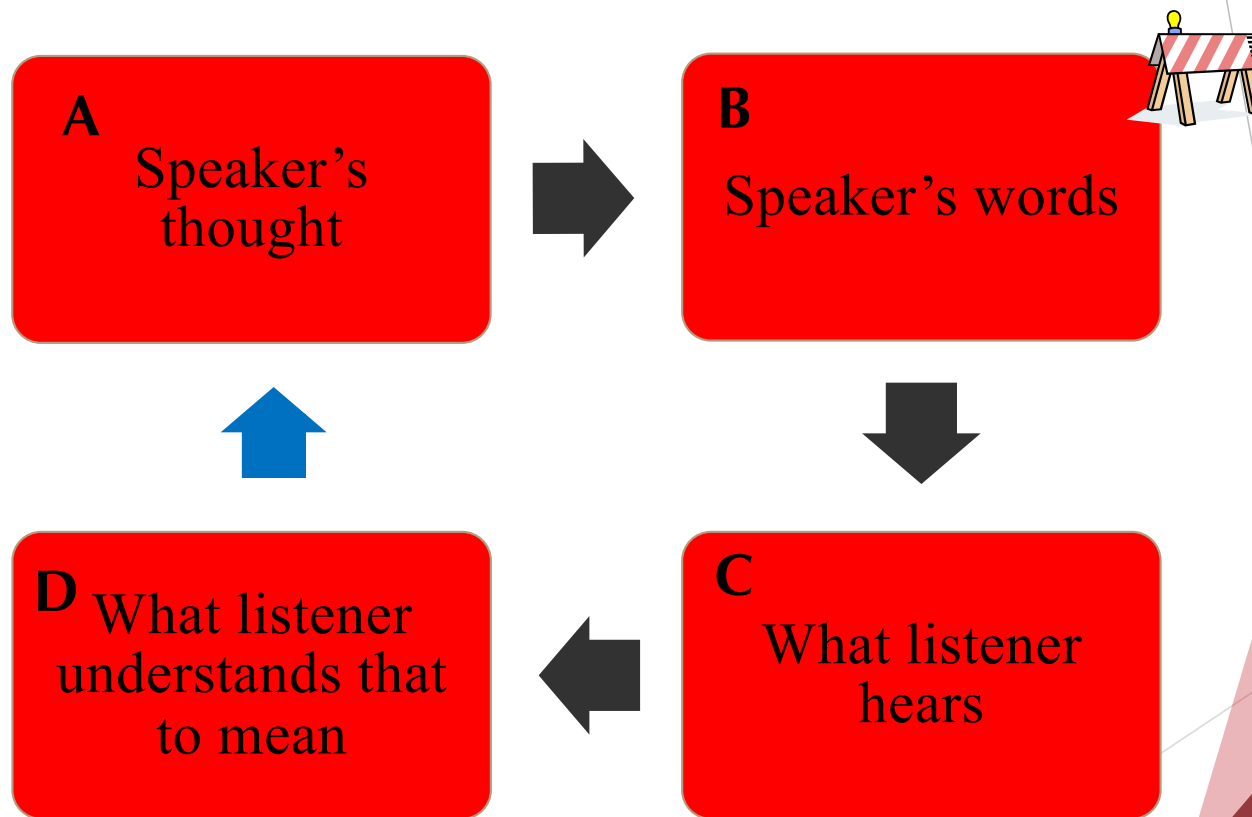 A
Speaker’s
thought
B
Speaker’s words
C
What listener
hears
D
What listener
understands that
to mean